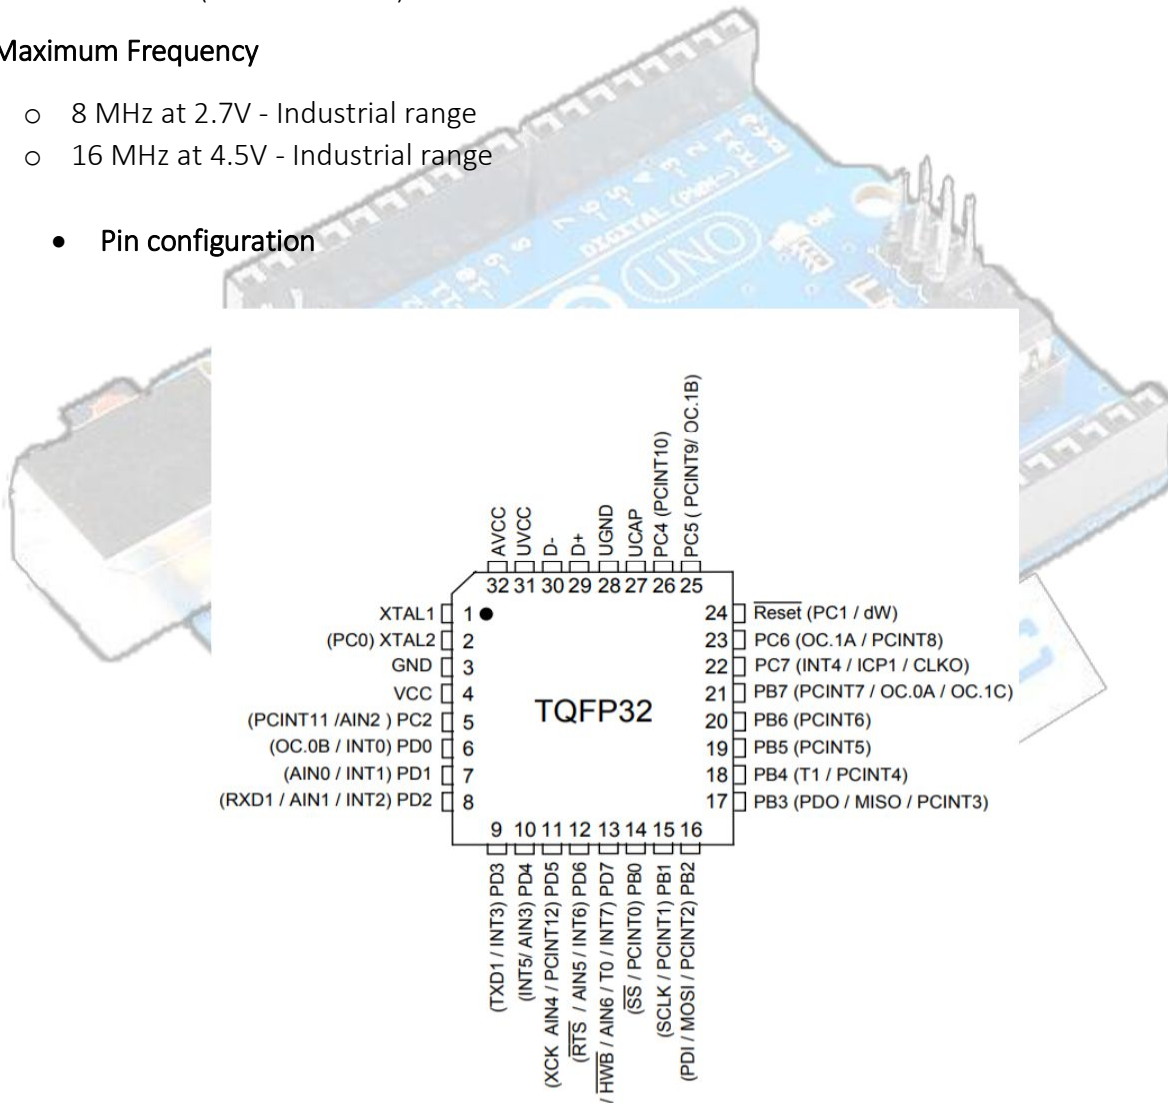 Maximum Frequency
o 8 MHz at 2.7V - Industrial range
o 16 MHz at 4.5V - Industrial range
• Pin configuration
DIGITAL (PWM~)
UNO
ON
AVCC
UVCC
D-
D+
UGND
UCAP
PC4 (PCINT10)
PC5 ( PCINT9/ OC.1B)
32 31 30 29 28 27 26 25
XTAL1 1
(PC0) XTAL2 2
GND 3
VCC 4
(PCINT11 /AIN2 ) PC2 5
(OC.0B / INT0) PD0 6
(AIN0 / INT1) PD1 7
(RXD1 / AIN1 / INT2) PD2 8
TQFP32
24 Reset (PC1 / dW)
23 PC6 (OC.1A / PCINT8)
22 PC7 (INT4 / ICP1 / CLKO)
21 PB7 (PCINT7 / OC.0A / OC.1C)
20 PB6 (PCINT6)
19 PB5 (PCINT5)
18 PB4 (T1 / PCINT4)
17 PB3 (PDO / MISO / PCINT3)
9 10 11 12 13 14 15 16
(TXD1 / INT3) PD3
(INT5/ AIN3) PD4
(XCK AIN4 / PCINT12) PD5
(RTS / AIN5 / INT6) PD6
/ HWB / AIN6 / T0 / INT7) PD7
(SS / PCINT0) PB0
(SCLK / PCINT1) PB1
(PDI / MOSI / PCINT2) PB2